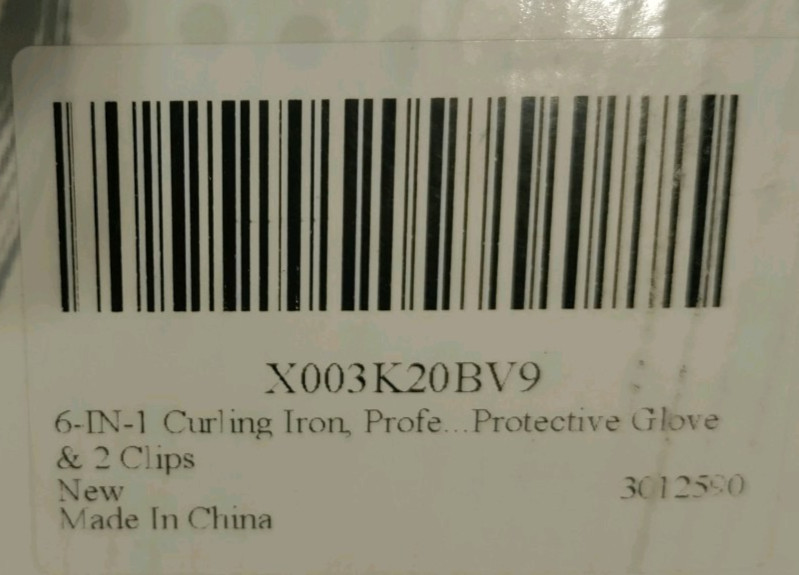 X003K20BV9
6-IN-1 Curling Iron, Profe...Protective Glove
& 2 Clips
New
Made In China